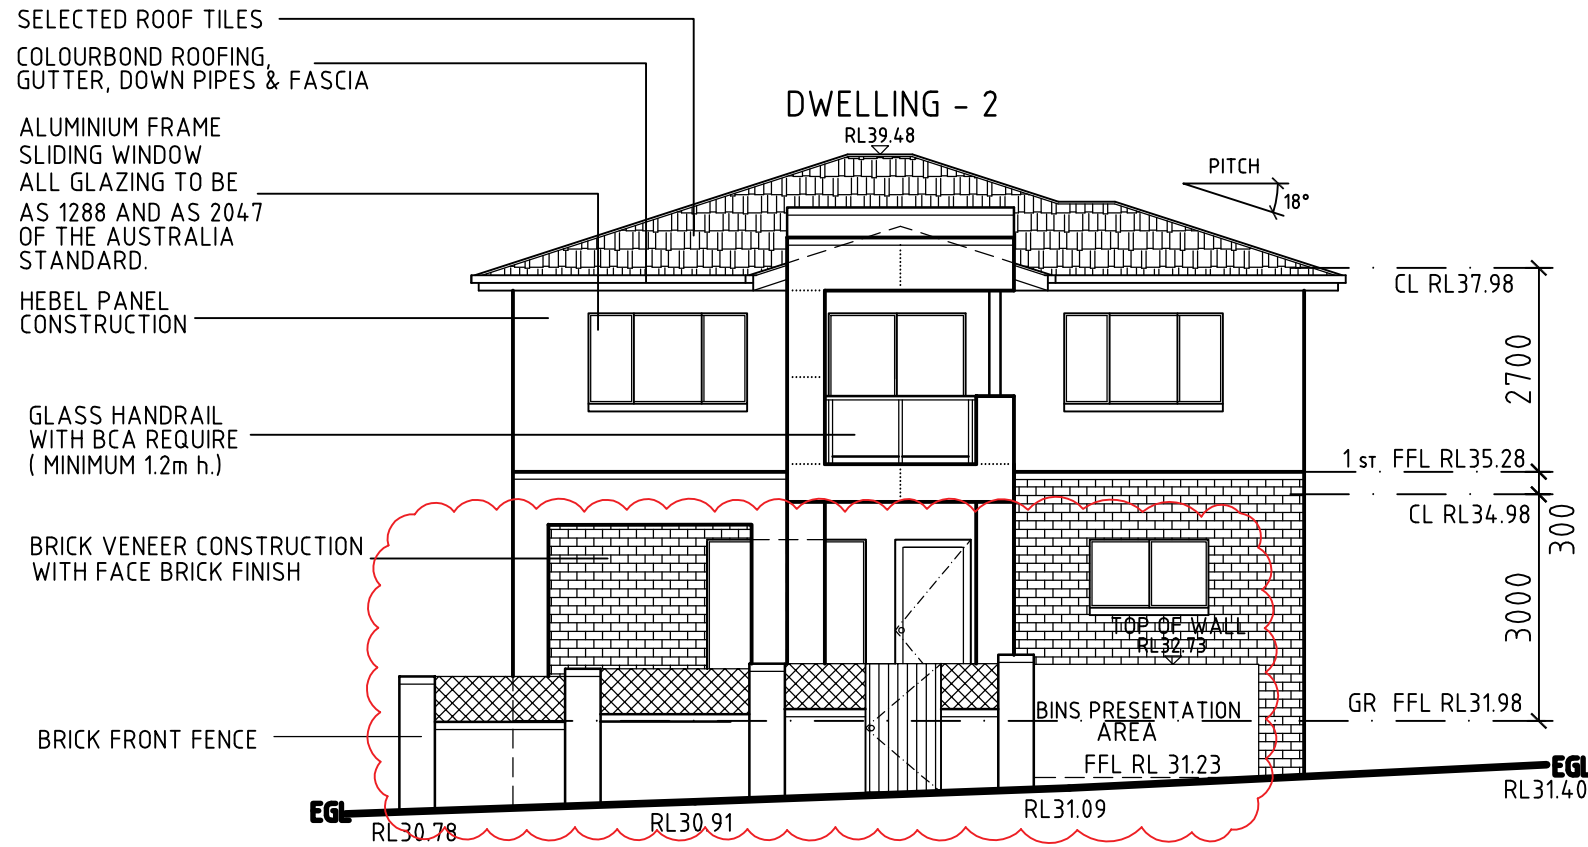 SELECTED ROOF TILES
COLOURBOND ROOFING,
GUTTER, DOWN PIPES & FASCIA
ALUMINIUM FRAME
SLIDING WINDOW
ALL GLAZING TO BE
AS 1288 AND AS 2047
OF THE AUSTRALIA
STANDARD.
HEBEL PANEL
CONSTRUCTION
GLASS HANDRAIL
WITH BCA REQUIRE
( MINIMUM 1.2m h.)
BRICK VENEER CONSTRUCTION
WITH FACE BRICK FINISH
BRICK FRONT FENCE
DWELLING - 2
RL39.48
PITCH
18°
CL RL37.98
2700
1 ST FFL RL35.28
CL RL34.98
300
3000
TOP OF WALL
RL32.73
GR FFL RL31.98
BINS PRESENTATION
AREA
FFL RL 31.23
EGL
RL31.40
EGL
RL30.78
RL30.91
RL31.09